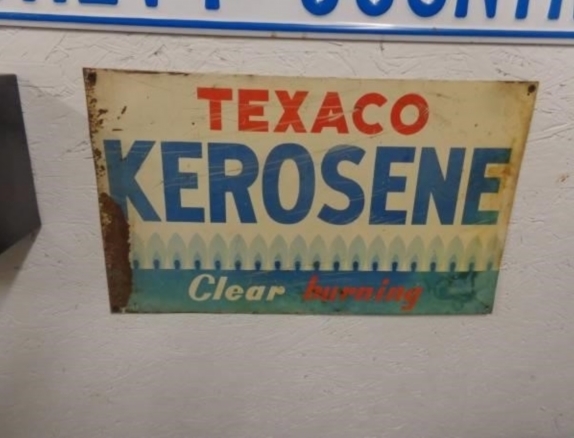 TEXACO
KEROSENE
Clear burning